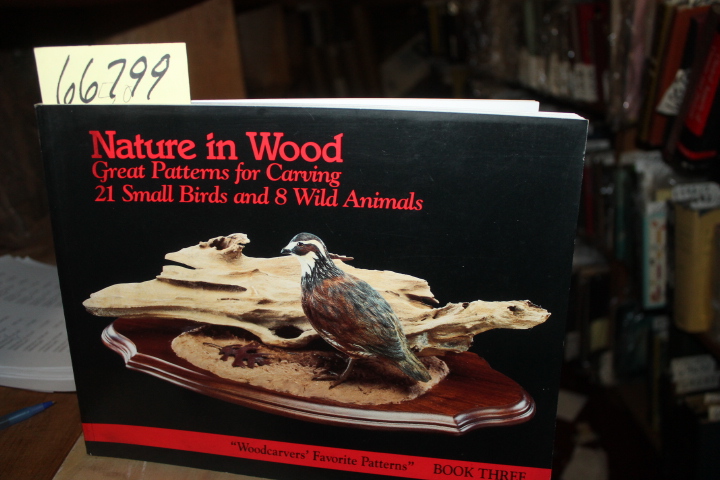 66799
Nature in Wood
Great Patterns for Carving
21 Small Birds and 8 Wild Animals
"Woodcarvers' Favorite Patterns" BOOK THREE